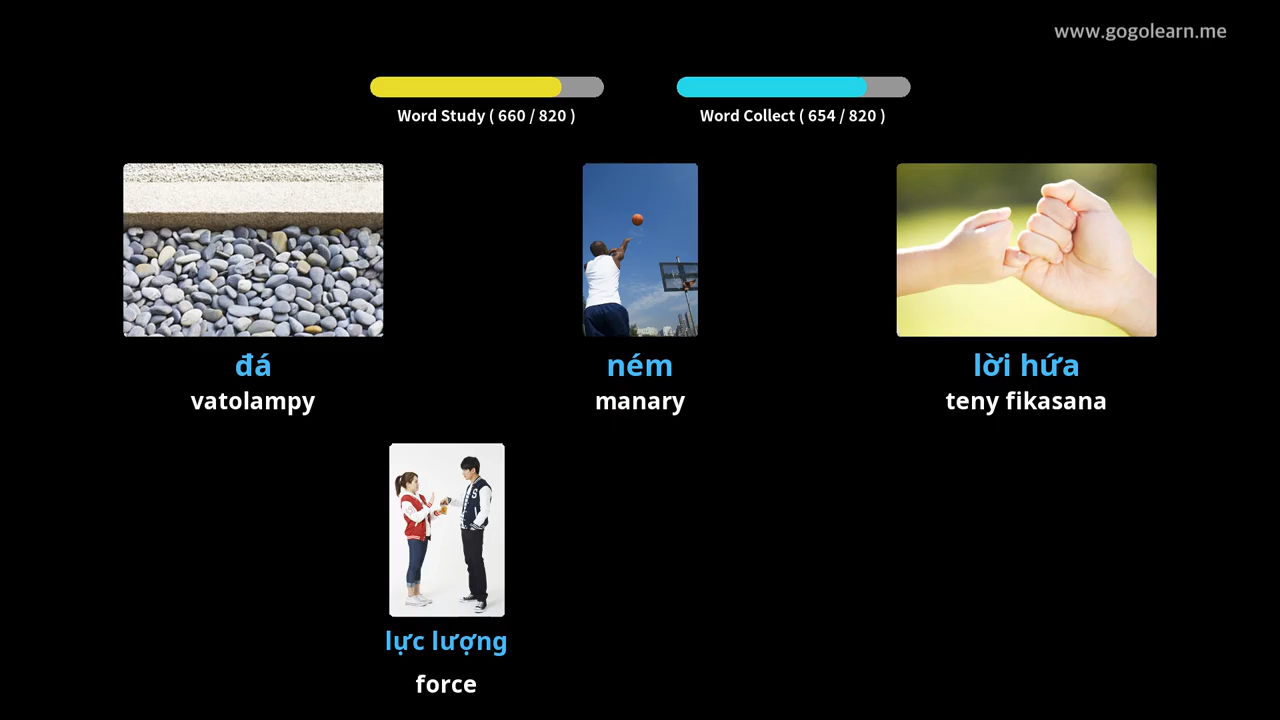 www.gogolearn.me
Word Study ( 660 / 820 )
Word Collect ( 654 / 820 )
đá
vatolampy
ném
manary
lời hứa
teny fikasana
lực lượng
force